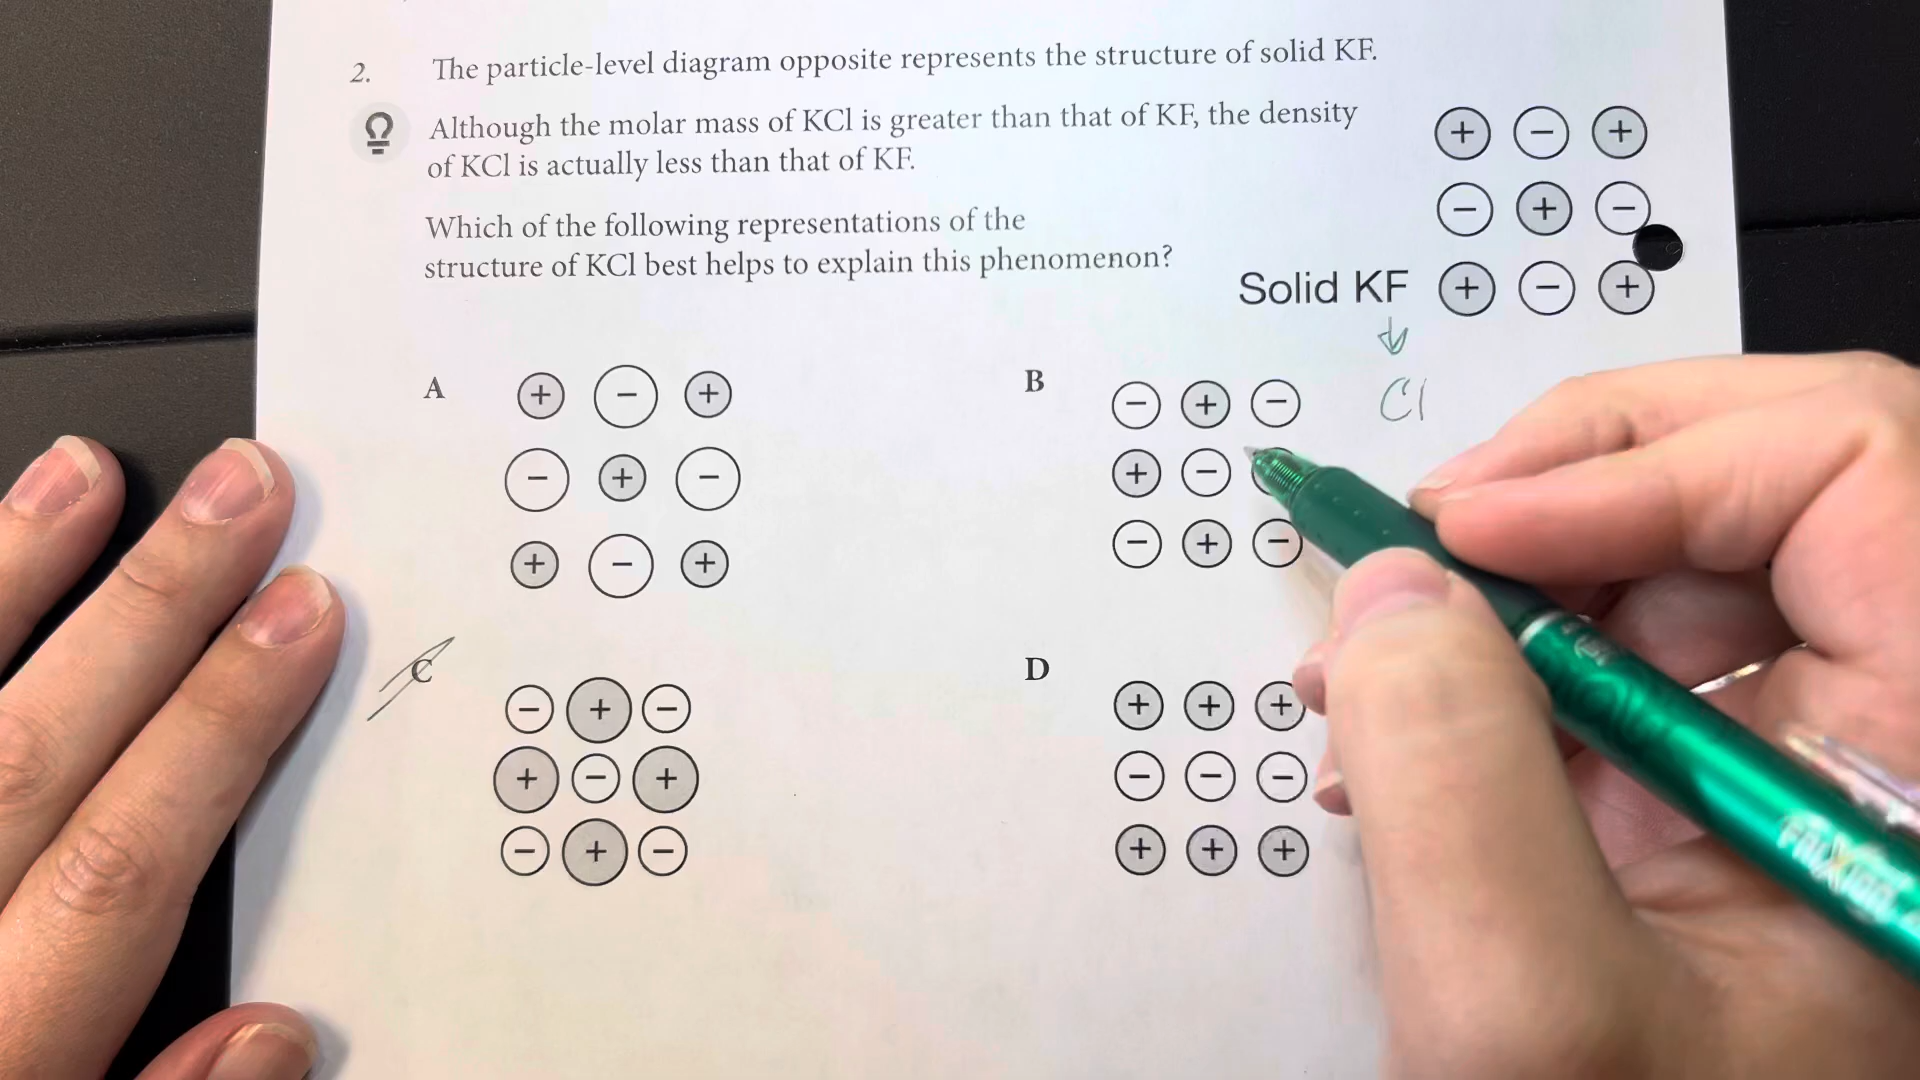 2. The particle-level diagram opposite represents the structure of solid KF.
Although the molar mass of KCl is greater than that of KF, the density
of KCl is actually less than that of KF.
Which of the following representations of the
structure of KCl best helps to explain this phenomenon?
+ − +
− + −
Solid KF + − +
Cl
A
+ − +
− + −
+ − +
B
− + −
+ −
− + −
C
− + −
+ − +
− + −
D
+ + +
− − −
+ + +